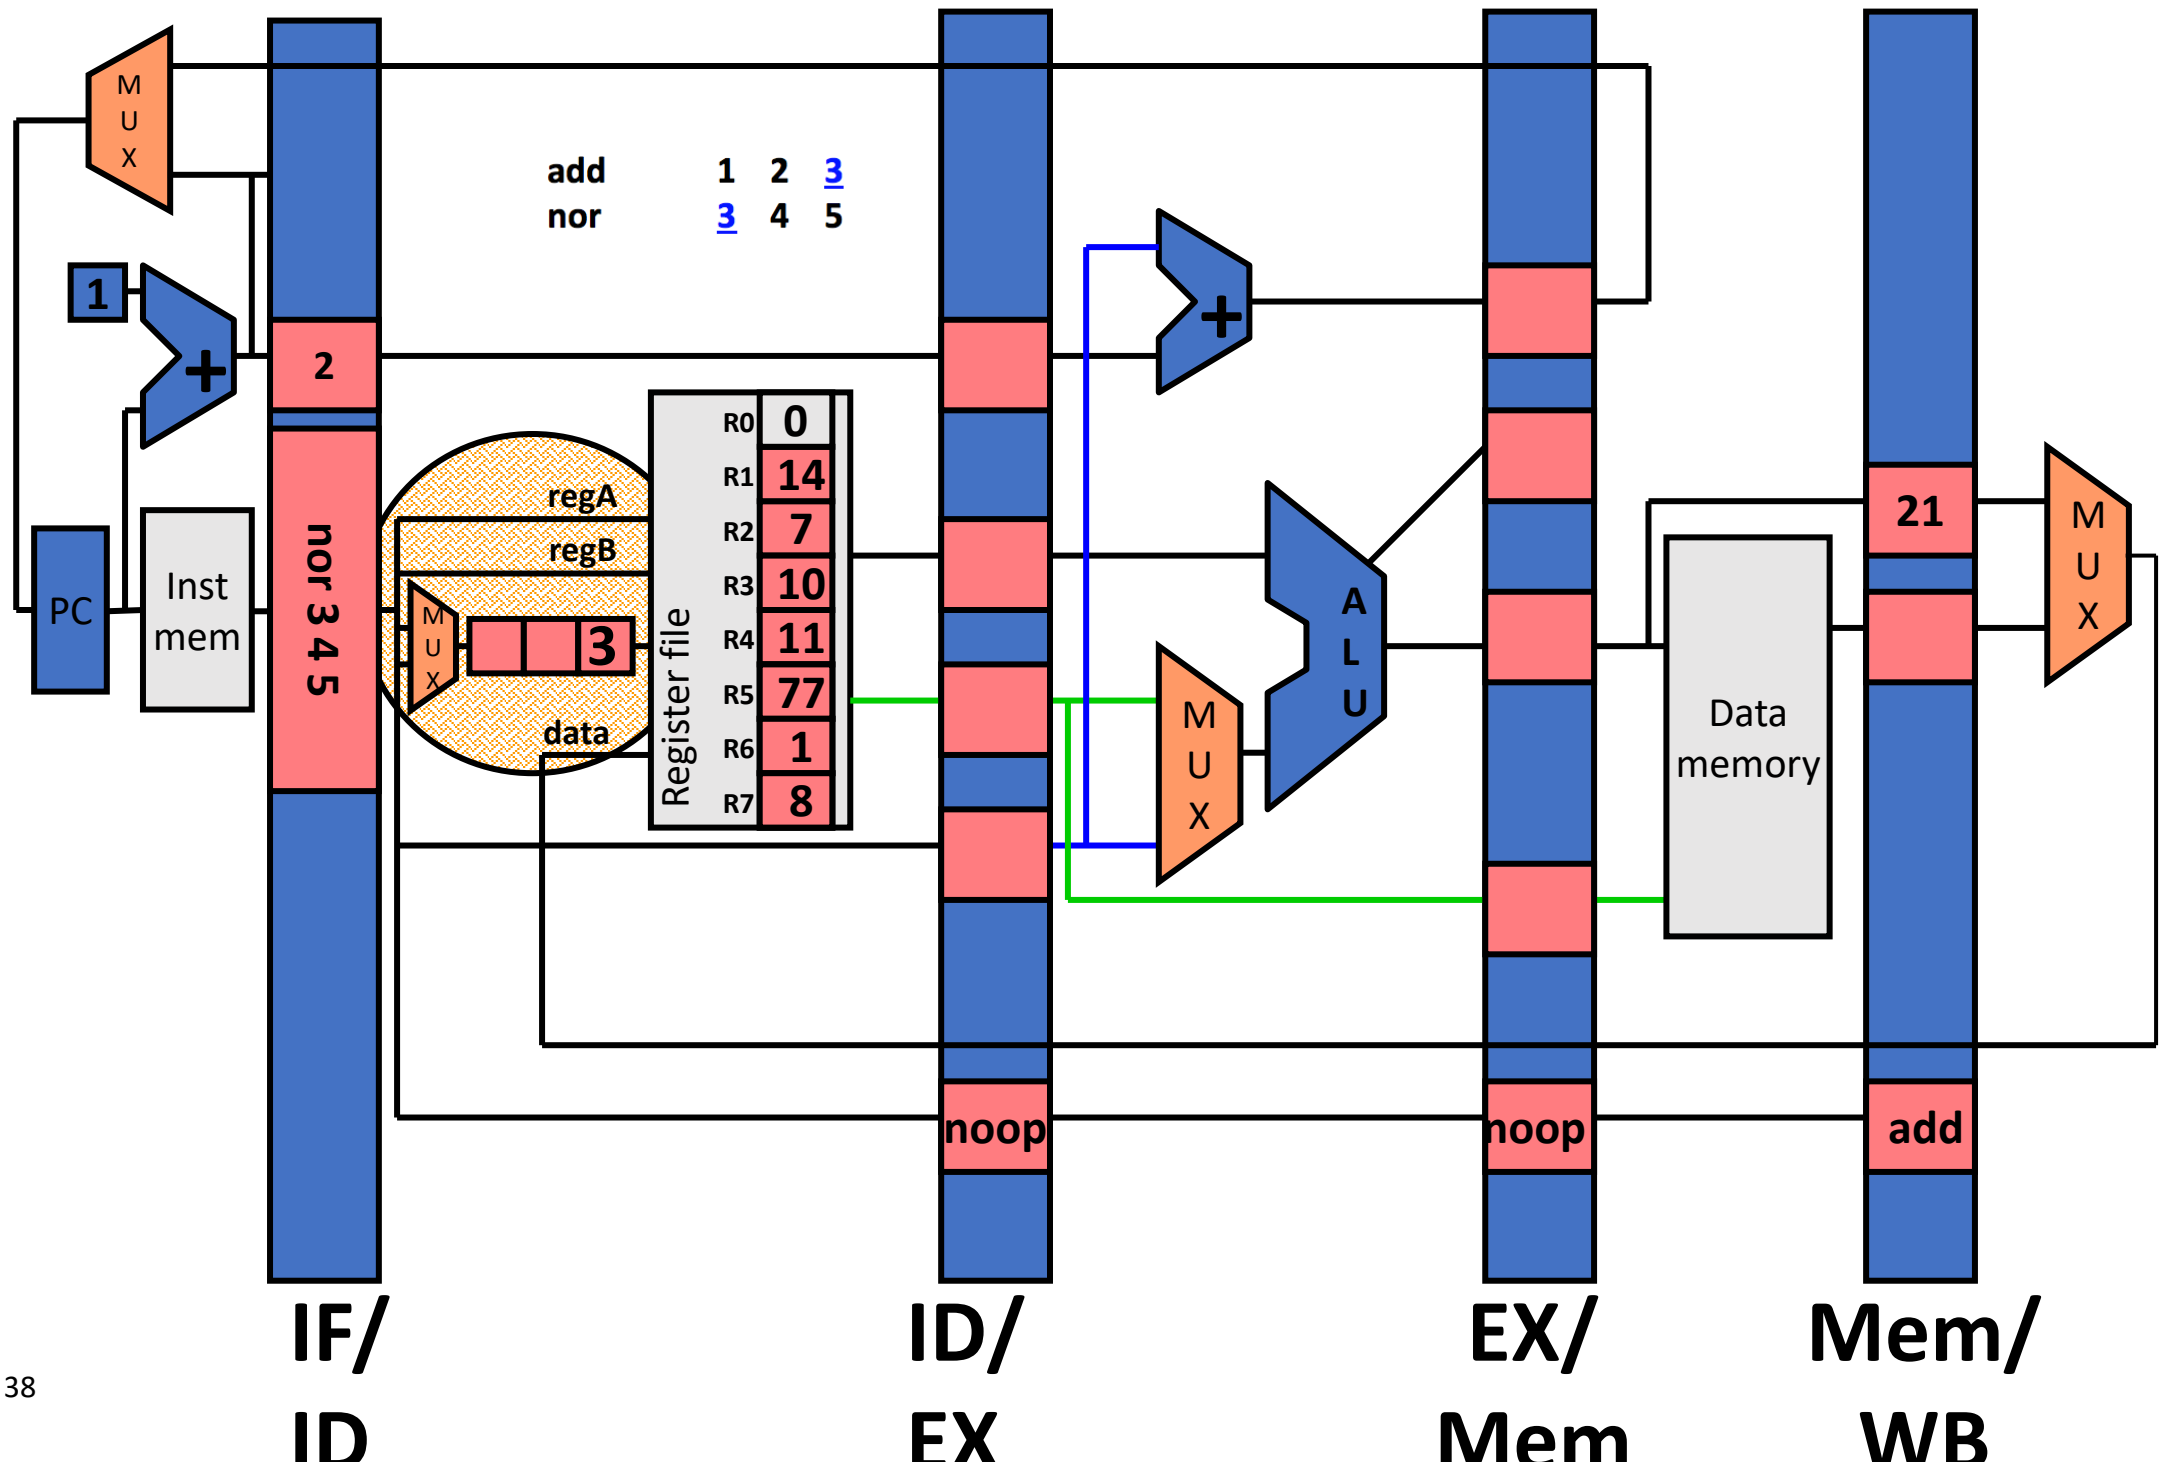 M
U
X
add 1 2 3
nor 3 4 5
1
+
2
+
R0 0
R1 14
R2 7
R3 10
R4 11
R5 77
R6 1
R7 8
Register file
regA
regB
M
U
X
3
data
nor 3 4 5
PC
Inst
mem
A
L
U
M
U
X
21
M
U
X
Data
memory
noop
noop
add
IF/
ID
ID/
EX
EX/
Mem
Mem/
WB
38